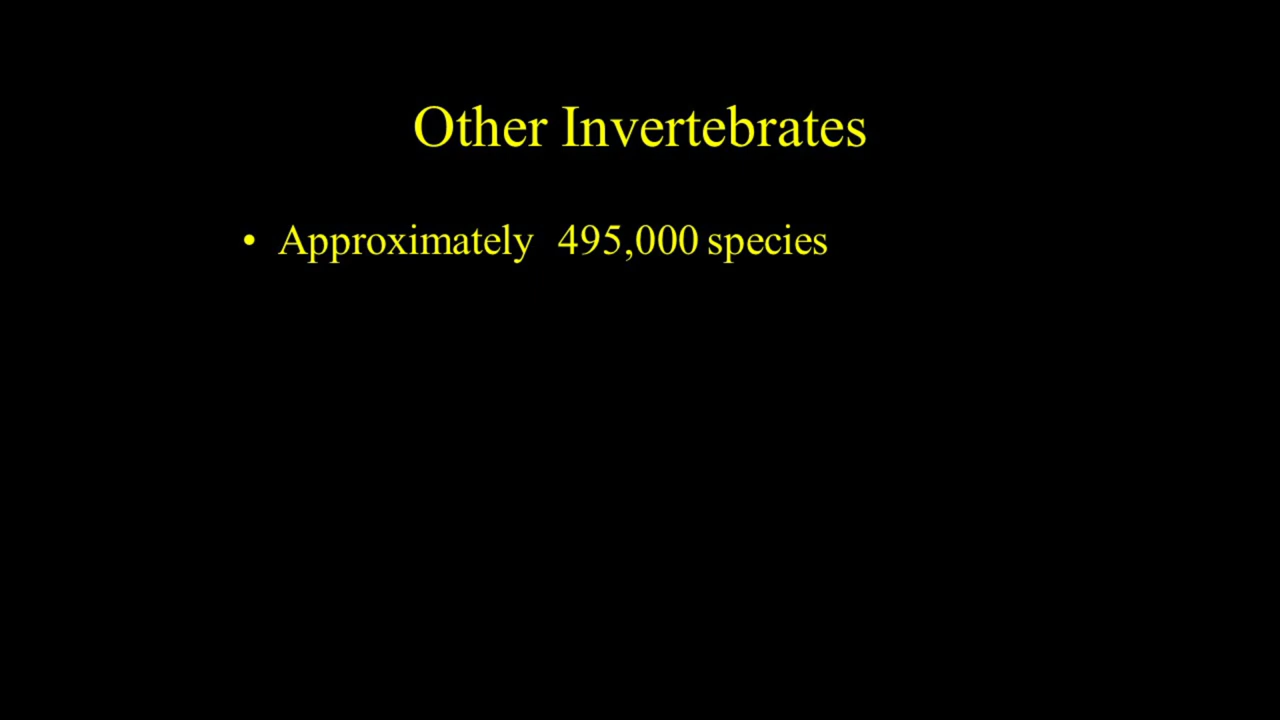 Other Invertebrates
• Approximately  495,000 species